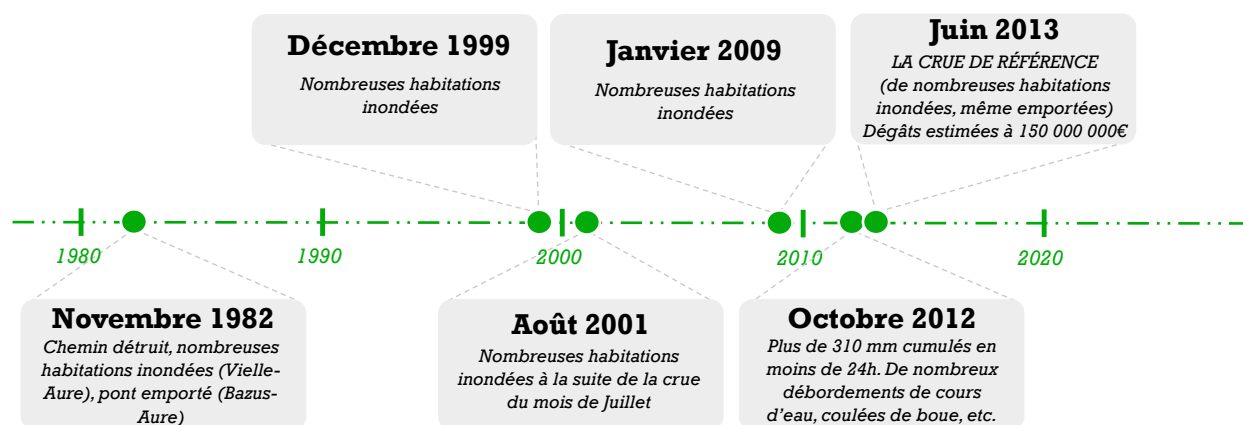 Décembre 1999
Nombreuses habitations
inondées
Janvier 2009
Nombreuses habitations
inondées
Juin 2013
LA CRUE DE RÉFÉRENCE
(de nombreuses habitations
inondées, même emportées)
Dégâts estimées à 150 000 000€
1980
1990
2000
2010
2020
Novembre 1982
Chemin détruit, nombreuses
habitations inondées (Vielle-
Aure), pont emporté (Bazus-
Aure)
Août 2001
Nombreuses habitations
inondées à la suite de la crue
du mois de Juillet
Octobre 2012
Plus de 310 mm cumulés en
moins de 24h. De nombreux
débordements de cours
d'eau, coulées de boue, etc.